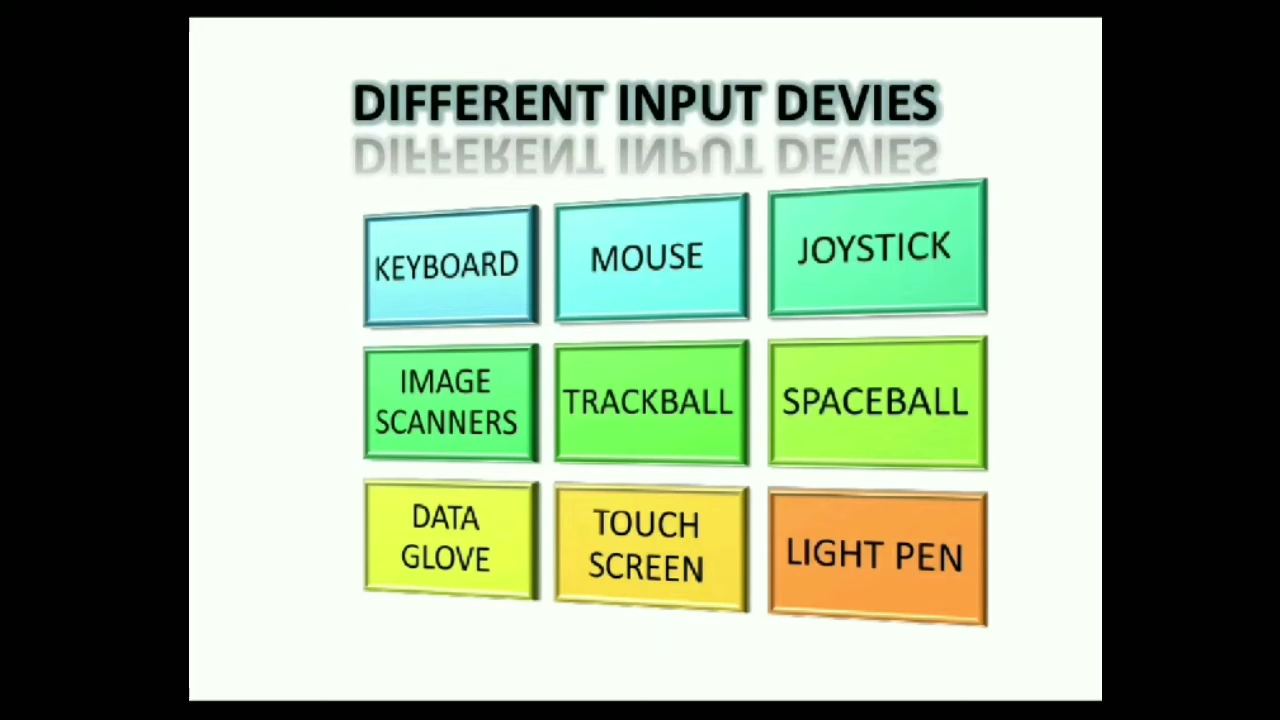 DIFFERENT INPUT DEVIES
KEYBOARD
MOUSE
JOYSTICK
IMAGE
SCANNERS
TRACKBALL
SPACEBALL
DATA
GLOVE
TOUCH
SCREEN
LIGHT PEN